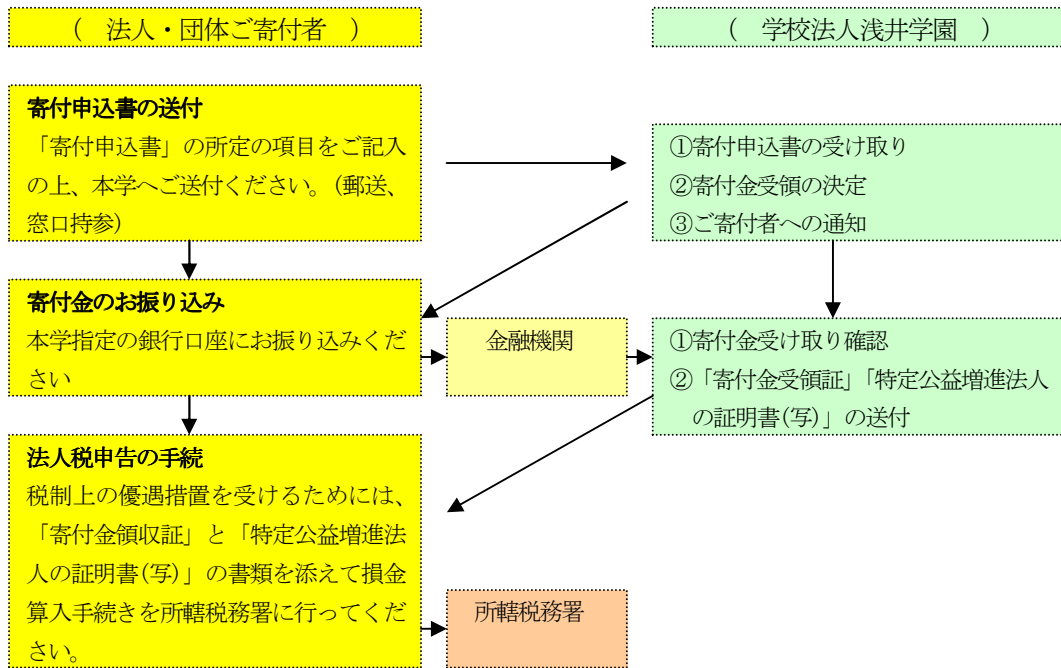 （　法人・団体ご寄付者　）
（　学校法人浅井学園　）
寄付申込書の送付
「寄付申込書」の所定の項目をご記入
の上、本学へご送付ください。(郵送、
窓口持参)
①寄付申込書の受け取り
②寄付金受領の決定
③ご寄付者への通知
寄付金のお振り込み
本学指定の銀行口座にお振り込みくだ
さい
金融機関
①寄付金受け取り確認
②「寄付金受領証」「特定公益増進法人
の証明書(写)」の送付
法人税申告の手続
税制上の優遇措置を受けるためには、
「寄付金領収証」と「特定公益増進法
人の証明書(写)」の書類を添えて損金
算入手続きを所轄税務署に行ってくだ
さい。
所轄税務署